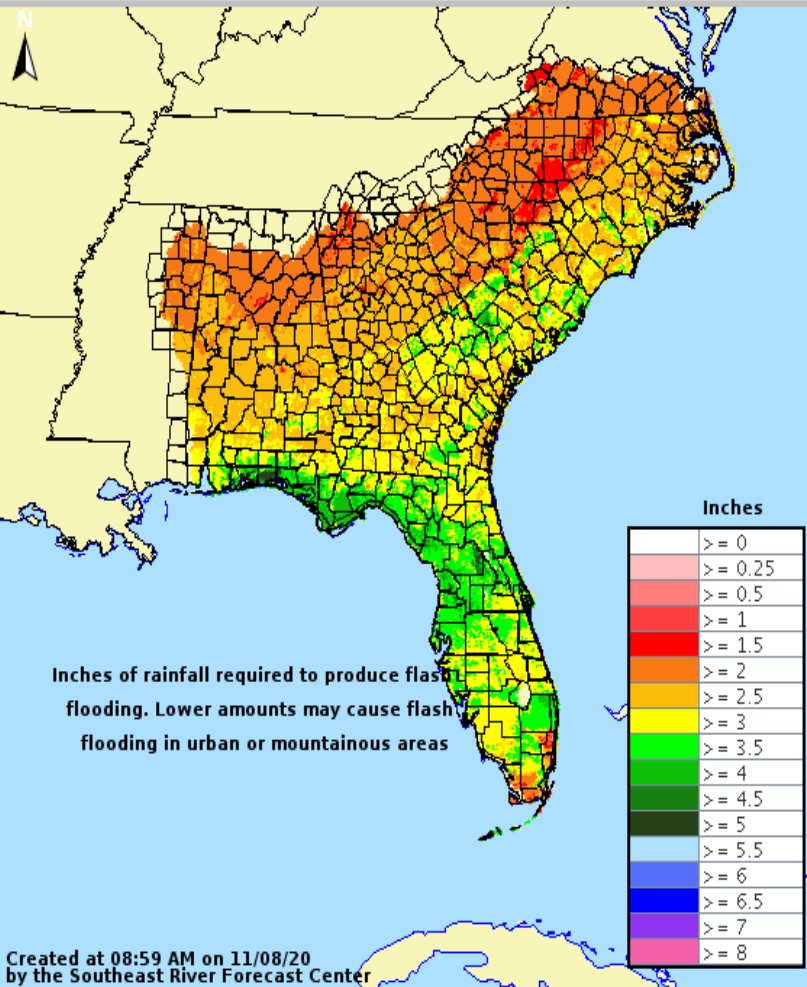 N
Inches
>= 0
>= 0.25
>= 0.5
>= 1
>= 1.5
>= 2
>= 2.5
>= 3
>= 3.5
>= 4
>= 4.5
>= 5
>= 5.5
>= 6
>= 6.5
>= 7
>= 8
Inches of rainfall required to produce flash
flooding. Lower amounts may cause flash
flooding in urban or mountainous areas
Created at 08:59 AM on 11/08/20
by the Southeast River Forecast Center